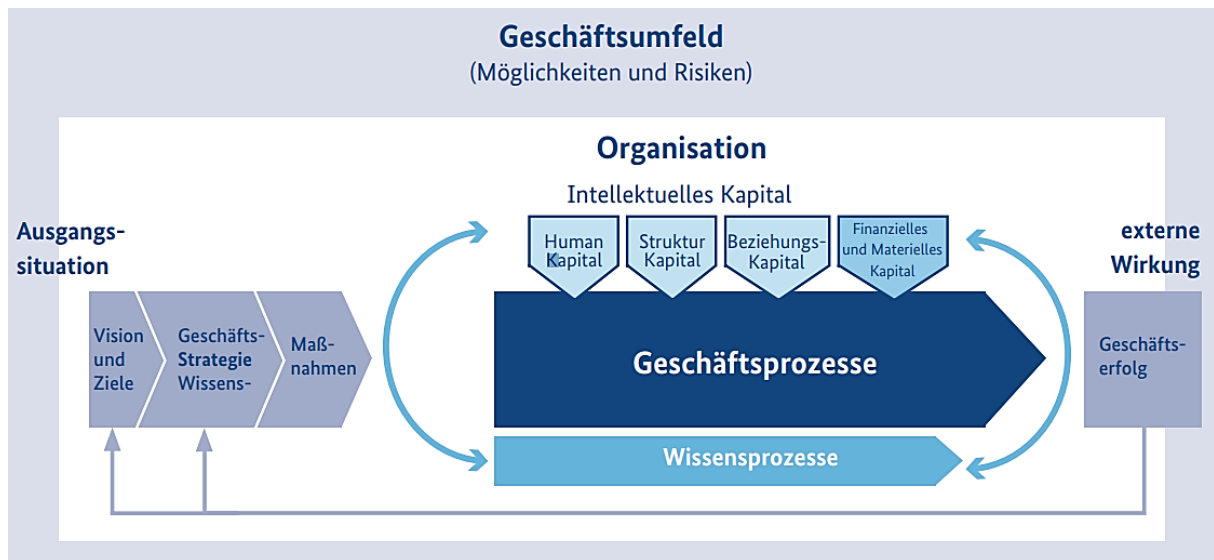 Geschäftsumfeld
(Möglichkeiten und Risiken)
Organisation
Intellektuelles Kapital
Ausgangs-
situation
Human
Kapital
Struktur
Kapital
Beziehungs-
Kapital
Finanzielles
und Materielles
Kapital
externe
Wirkung
Vision
und
Ziele
Geschäfts-
Strategie
Wissens-
Maß-
nahmen
Geschäftsprozesse
Geschäfts-
erfolg
Wissensprozesse